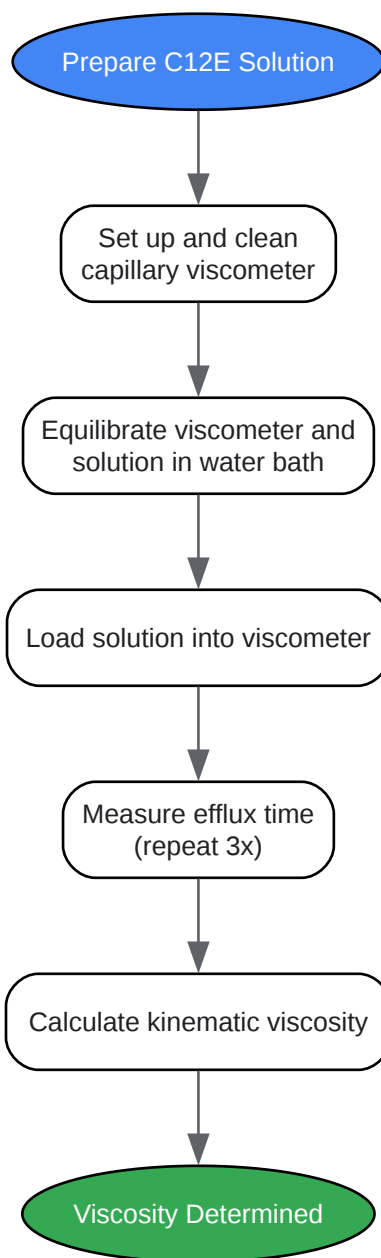 Prepare C12E Solution
Set up and clean
capillary viscometer
Equilibrate viscometer and
solution in water bath
Load solution into viscometer
Measure efflux time
(repeat 3x)
Calculate kinematic viscosity
Viscosity Determined